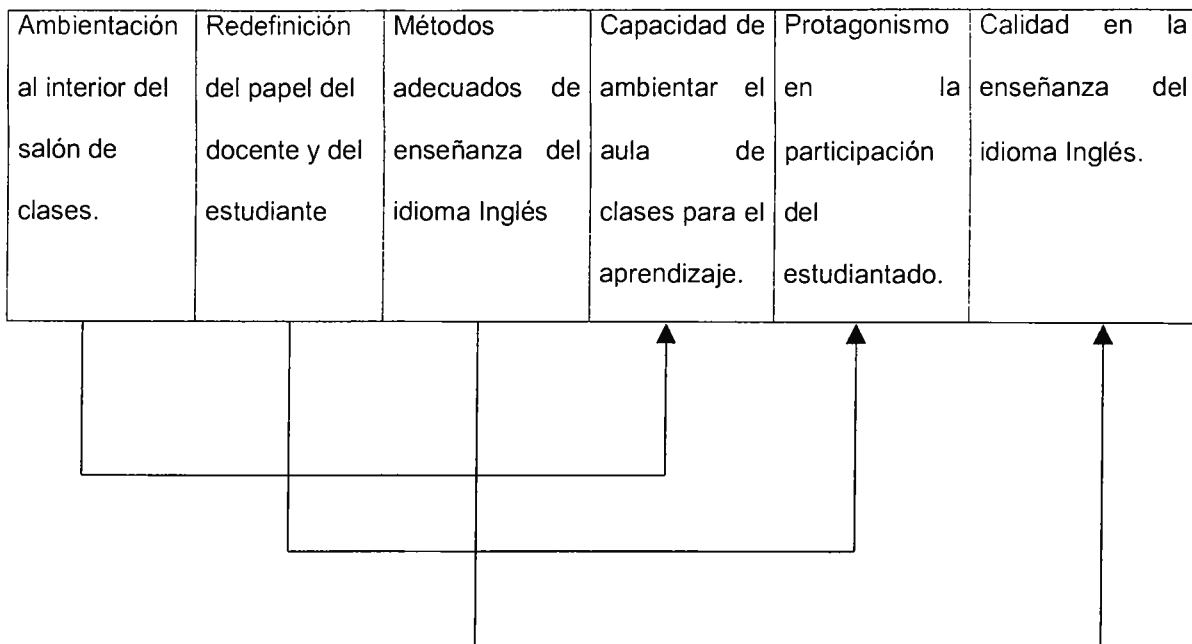 Ambientación
al interior del
salón de
clases.
Redefinición
del papel del
docente y del
estudiante
Métodos
adecuados de
enseñanza del
idioma Inglés
Capacidad de
ambientar el
aula de
clases para el
aprendizaje.
Protagonismo
en la
participación
del
estudiantado.
Calidad en la
enseñanza del
idioma Inglés.